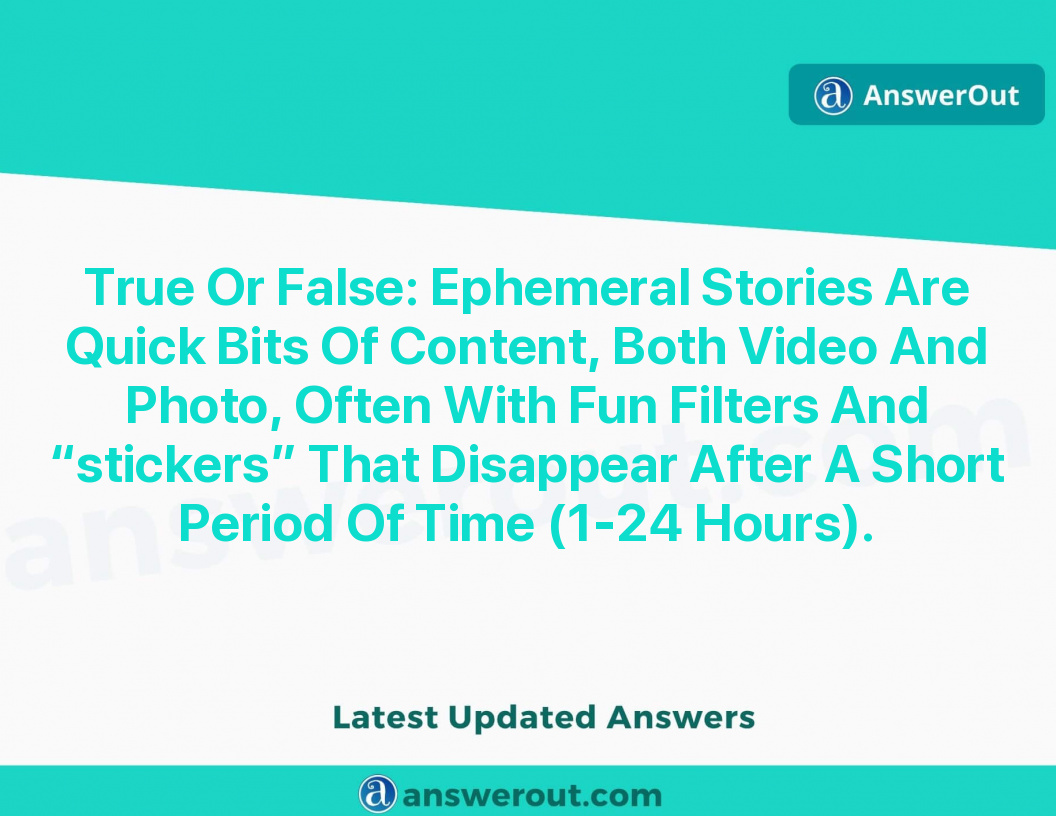 AnswerOut
True Or False: Ephemeral Stories Are
Quick Bits Of Content, Both Video And
Photo, Often With Fun Filters And
“stickers” That Disappear After A Short
Period Of Time (1-24 Hours).
answerout.com
Latest Updated Answers
answerout.com